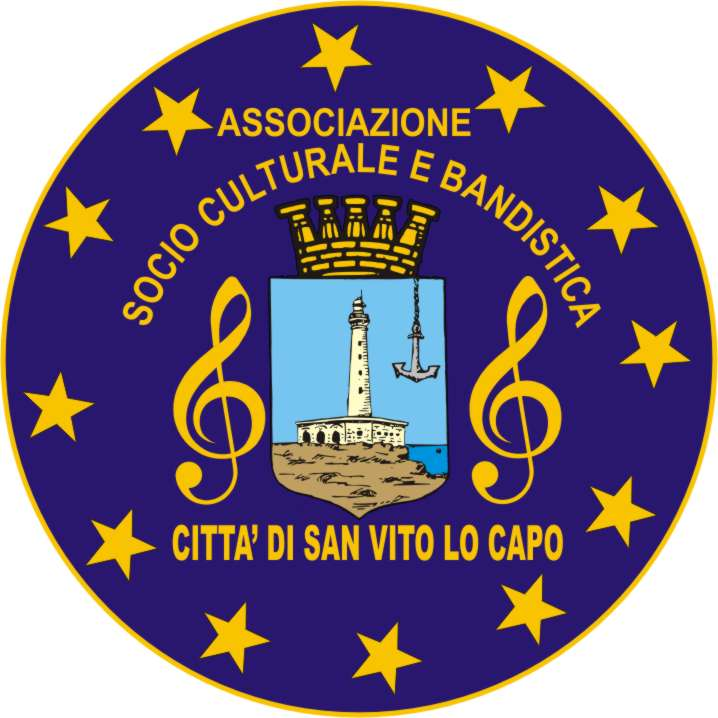 ASSOCIAZIONE
SOCIO CULTURALE E BANDISTICA
CITTA' DI SAN VITO LO CAPO